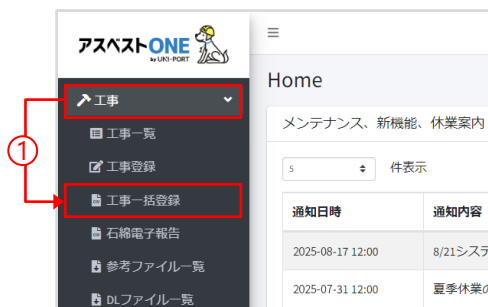 アスベストONE
by UNI-PORT
工事
工事一覧
工事登録
工事一括登録
石綿電子報告
参考ファイル一覧
DLファイル一覧
①
Home
メンテナンス、新機能、休業案内
5 件表示
通知日時 通知内容
2025-08-17 12:00 8/21システ
2025-07-31 12:00 夏季休業の